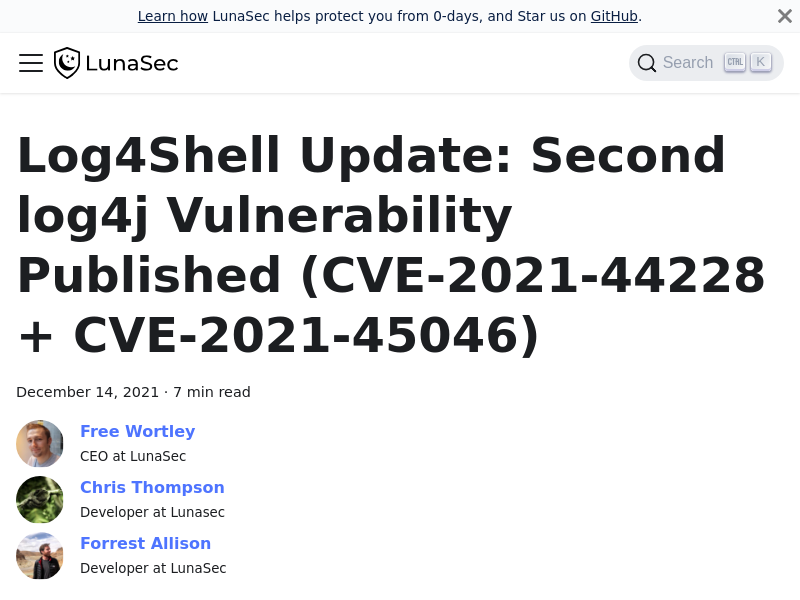 Learn how LunaSec helps protect you from 0-days, and Star us on GitHub.
LunaSec
Search CTRL K
Log4Shell Update: Second
log4j Vulnerability
Published (CVE-2021-44228
+ CVE-2021-45046)
December 14, 2021 · 7 min read
Free Wortley
CEO at LunaSec
Chris Thompson
Developer at Lunasec
Forrest Allison
Developer at LunaSec